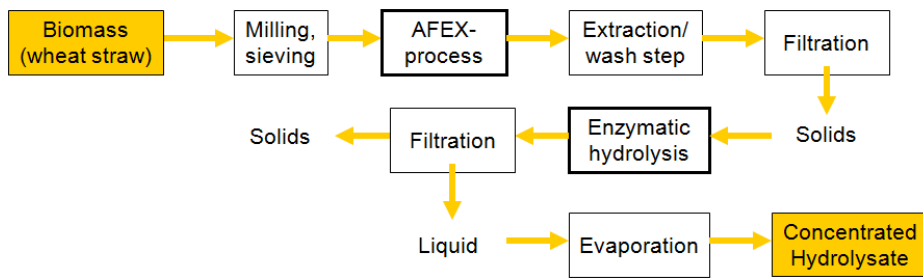 Biomass
(wheat straw)
Milling,
sieving
AFEX-
process
Extraction/
wash step
Filtration
Solids
Enzymatic
hydrolysis
Filtration
Solids
Liquid
Evaporation
Concentrated
Hydrolysate